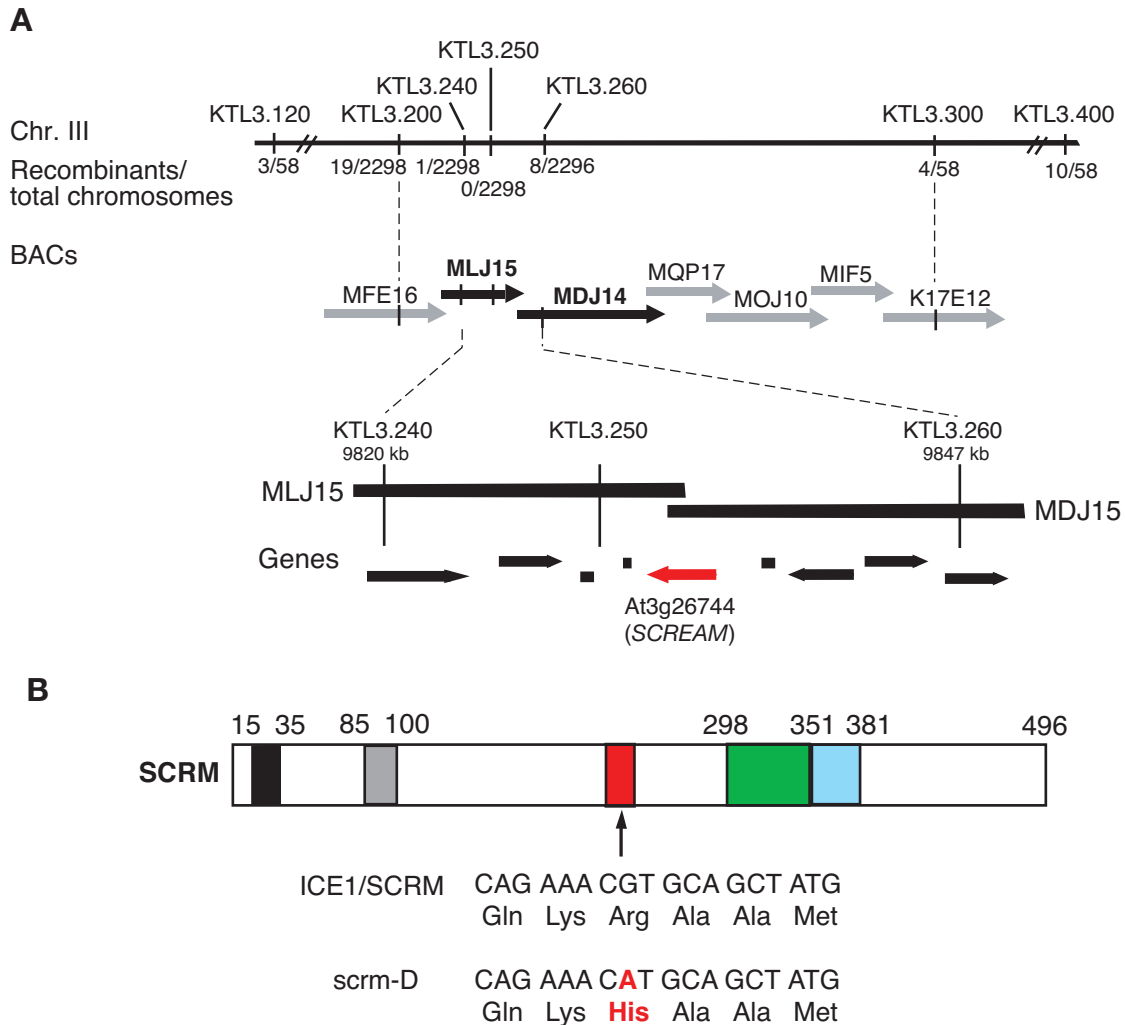 A
KTL3.250
KTL3.240
KTL3.260
KTL3.120
KTL3.200
KTL3.300
KTL3.400
Chr. III
Recombinants/
total chromosomes
3/58
19/2298
1/2298
0/2298
8/2296
4/58
10/58
BACs
MFE16
MLJ15
MDJ14
MQP17
MOJ10
MIF5
K17E12
KTL3.240
9820 kb
KTL3.250
KTL3.260
9847 kb
MLJ15
MDJ15
Genes
At3g26744
(SCREAM)
B
15 35 85 100 298 351 381 496
SCRM
ICE1/SCRM CAG AAA CGT GCA GCT ATG
Gln Lys Arg Ala Ala Met
scrm-D CAG AAA CAT GCA GCT ATG
Gln Lys His Ala Ala Met